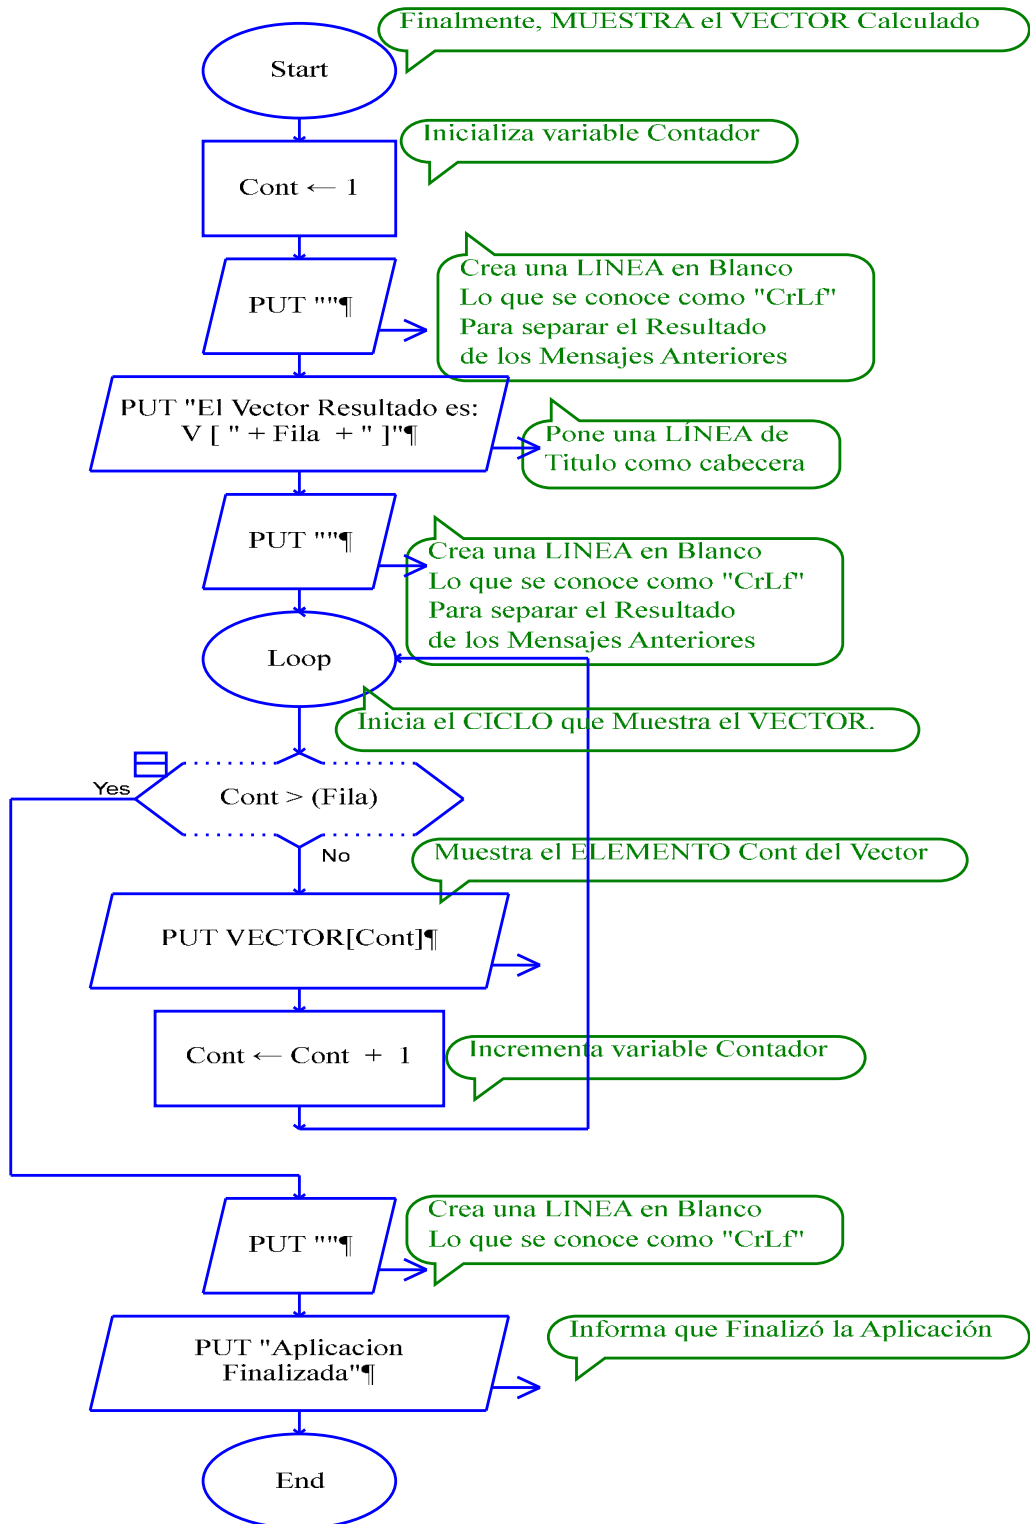 Finalmente, MUESTRA el VECTOR Calculado
Start
Inicializa variable Contador
Cont ← 1
Crea una LINEA en Blanco
Lo que se conoce como "CrLf"
Para separar el Resultado
de los Mensajes Anteriores
PUT ""¶
PUT "El Vector Resultado es:
V [ " + Fila + " ]"¶
Pone una LÍNEA de
Titulo como cabecera
PUT ""¶
Crea una LINEA en Blanco
Lo que se conoce como "CrLf"
Para separar el Resultado
de los Mensajes Anteriores
Loop
Inicia el CICLO que Muestra el VECTOR.
Yes
Cont > (Fila)
No
Muestra el ELEMENTO Cont del Vector
PUT VECTOR[Cont]¶
Cont ← Cont + 1
Incrementa variable Contador
PUT ""¶
Crea una LINEA en Blanco
Lo que se conoce como "CrLf"
PUT "Aplicacion
Finalizada"¶
Informa que Finalizó la Aplicación
End